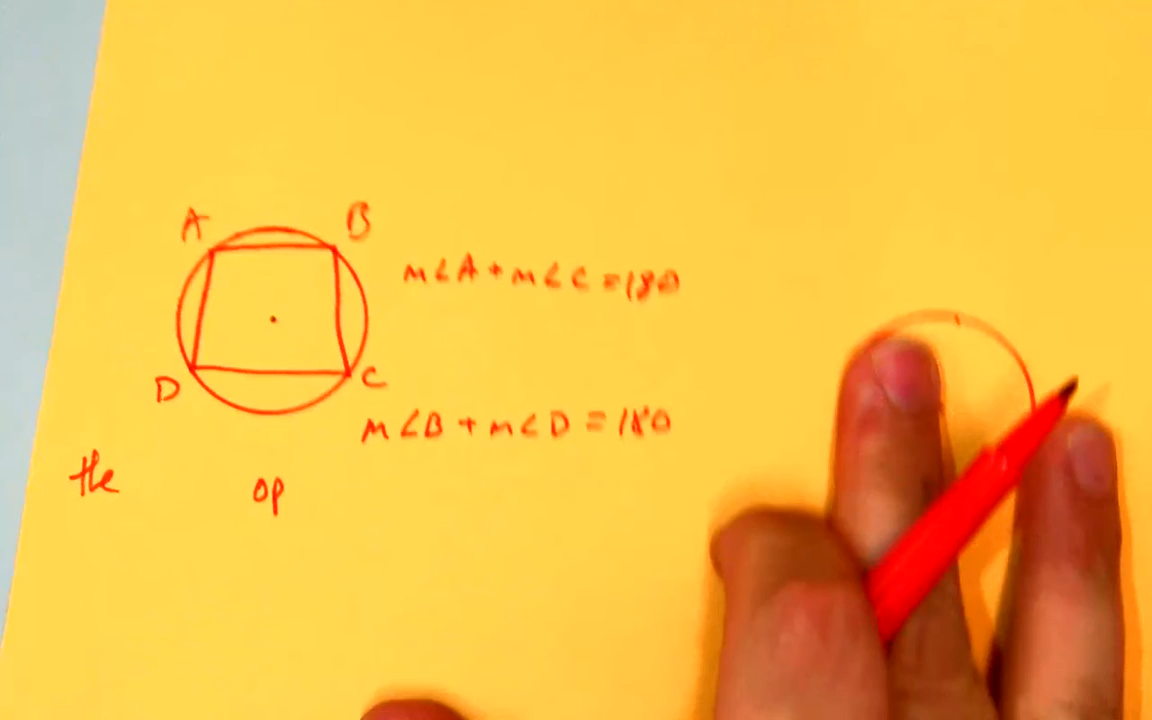 A B
m∠A + m∠C = 180
D C
m∠B + m∠D = 180
the op